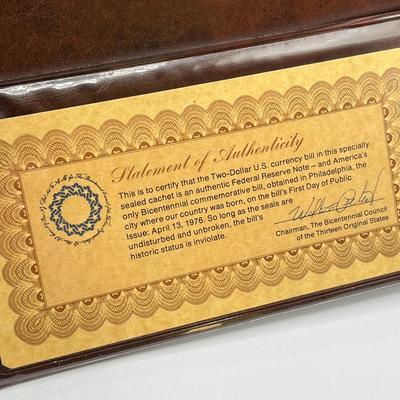 Statement of Authenticity
This is to certify that the Two-Dollar U.S. currency bill in this specially
sealed cachet is an authentic Federal Reserve Note—and America's
only Bicentennial commemorative bill, obtained in Philadelphia, the
city where our country was born, on the bill's First Day of Public
Issue: April 13, 1976. So long as the seals are
undisturbed and unbroken, the bill's
historic status is inviolate.
Chairman, The Bicentennial Council
of the Thirteen Original States